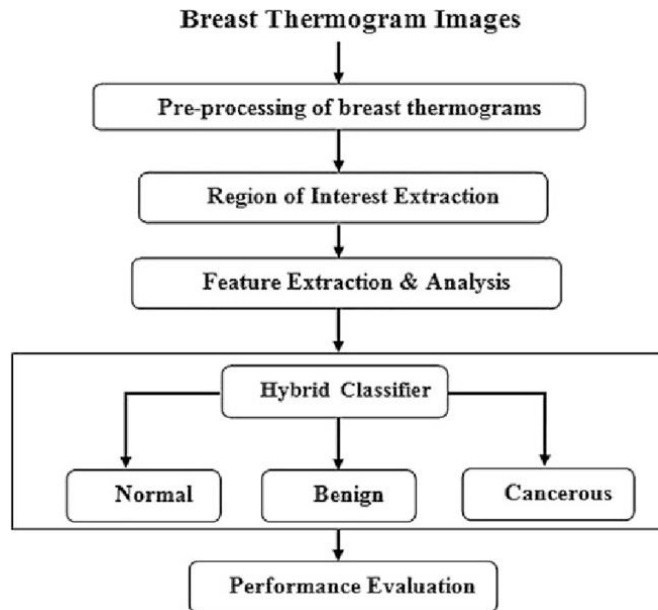 Breast Thermogram Images
Pre-processing of breast thermograms
Region of Interest Extraction
Feature Extraction & Analysis
Hybrid Classifier
Normal
Benign
Cancerous
Performance Evaluation